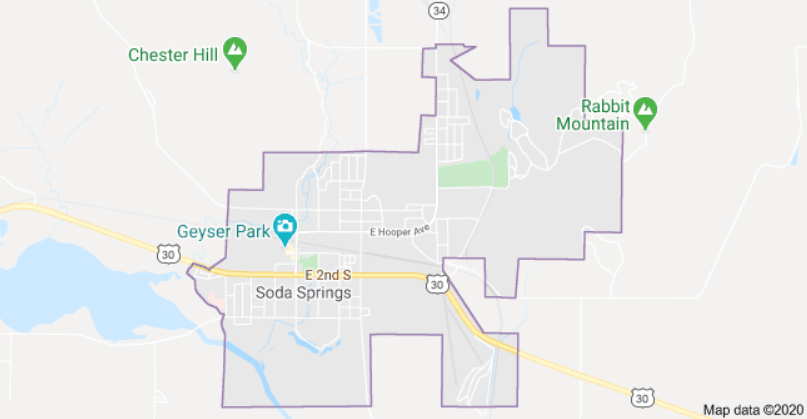 34
Chester Hill
Rabbit
Mountain
Geyser Park
E Hooper Ave
30
E 2nd S
30
Soda Springs
30
Map data ©2020